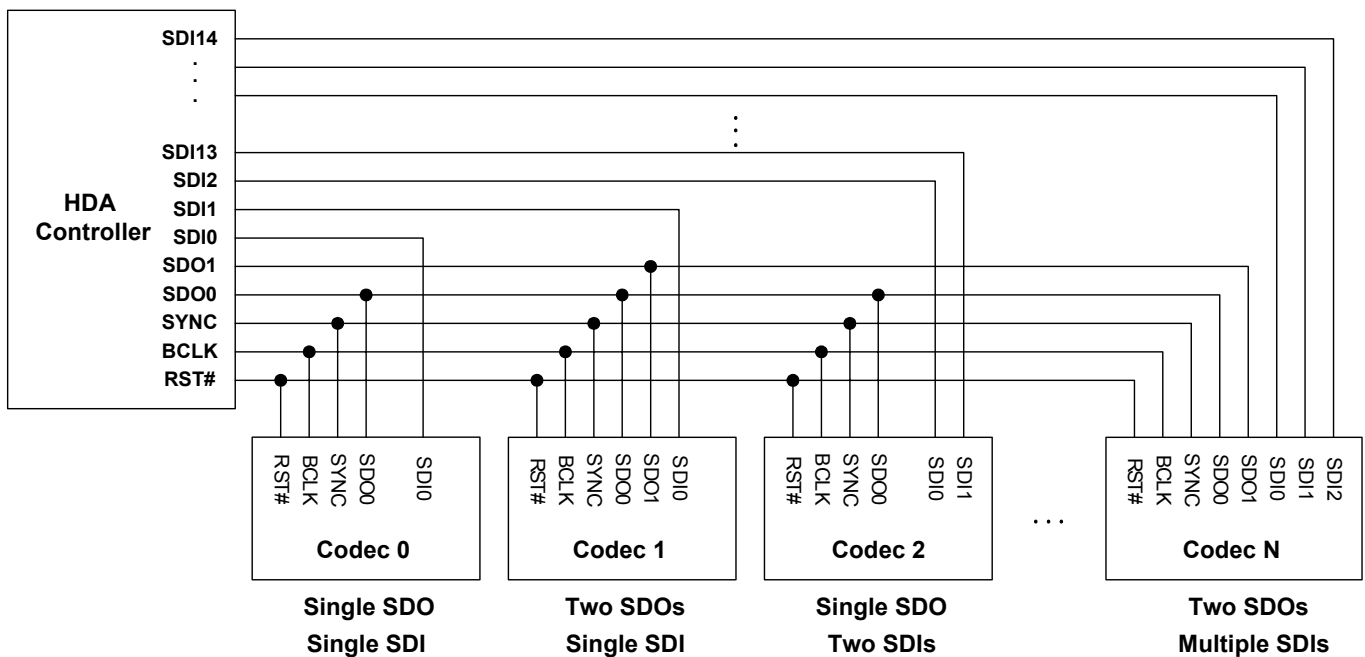 SDI14
.
.
.
SDI13
SDI2
SDI1
SDI0
SDO1
SDO0
SYNC
BCLK
RST#
HDA
Controller
RST#
BCLK
SYNC
SDO0
SDI0
Codec 0
Single SDO
Single SDI
RST#
BCLK
SYNC
SDO0
SDO1
SDI0
Codec 1
Two SDOs
Single SDI
RST#
BCLK
SYNC
SDO0
SDI0
SDI1
Codec 2
Single SDO
Two SDIs
. . .
RST#
BCLK
SYNC
SDO0
SDO1
SDI0
SDI1
SDI2
Codec N
Two SDOs
Multiple SDIs